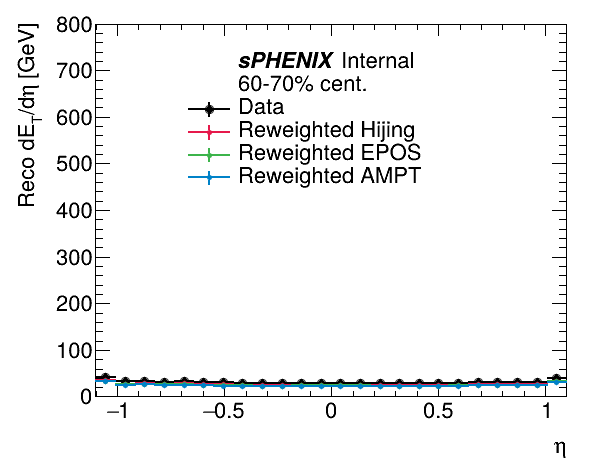 Reco dE_T/dη [GeV]
800
700
600
500
400
300
200
100
0
sPHENIX Internal
60-70% cent.
Data
Reweighted Hijing
Reweighted EPOS
Reweighted AMPT
−1 −0.5 0 0.5 1
η